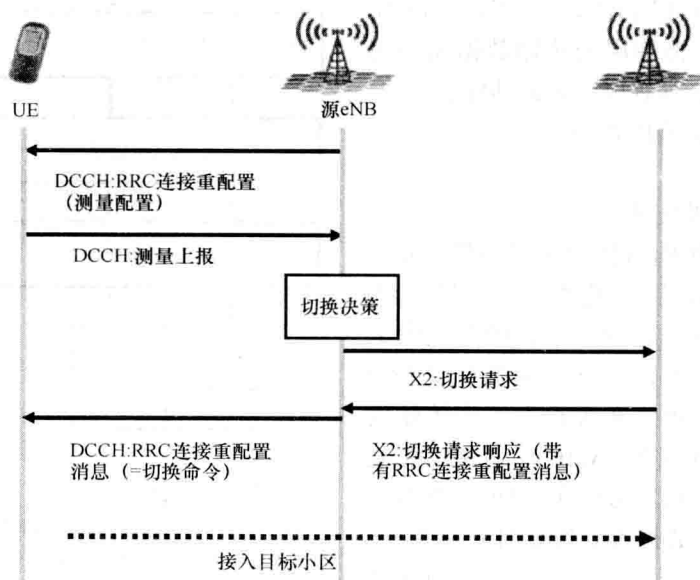 UE
源eNB
DCCH:RRC连接重配置
（测量配置）
DCCH:测量上报
切换决策
X2:切换请求
DCCH:RRC连接重配置
消息（=切换命令）
X2:切换请求响应（带
有RRC连接重配置消息）
接入目标小区